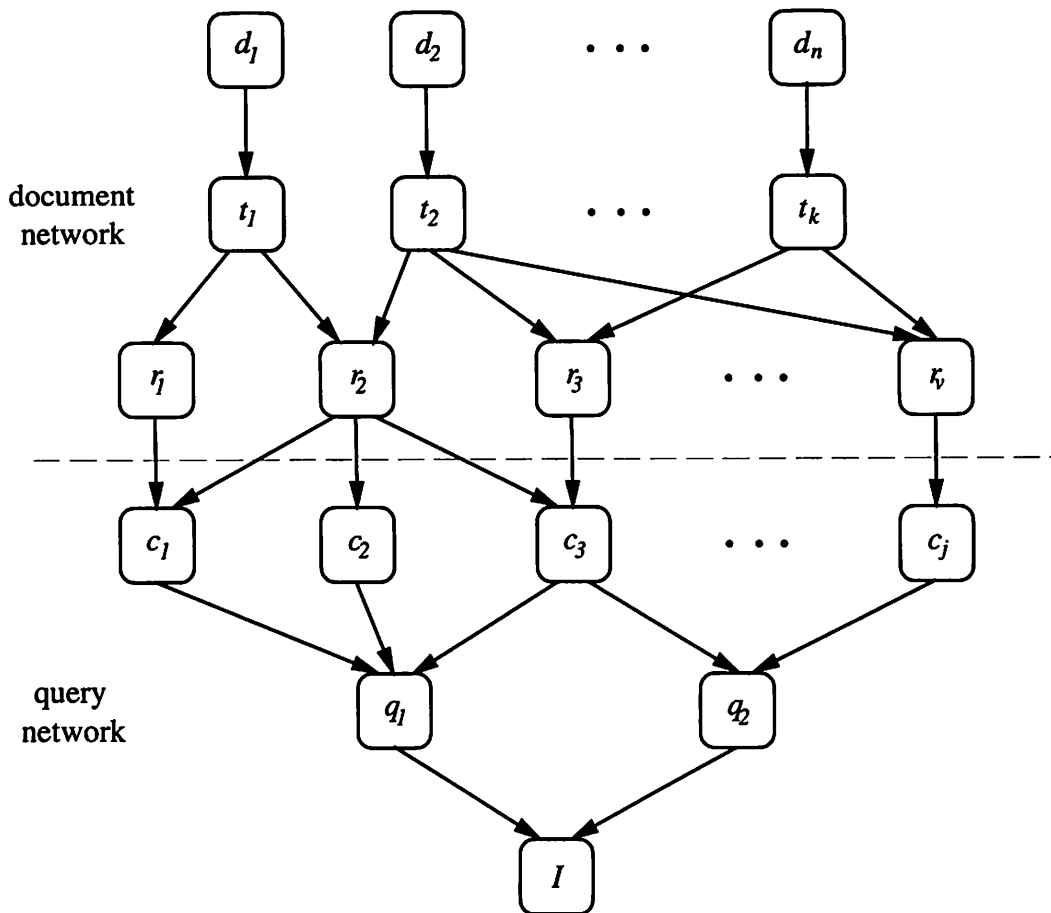 d1 d2 . . . dn
document
network
t1 t2 . . . tk
r1 r2 r3 . . . rv
c1 c2 c3 . . . cj
query
network
q1 q2
I